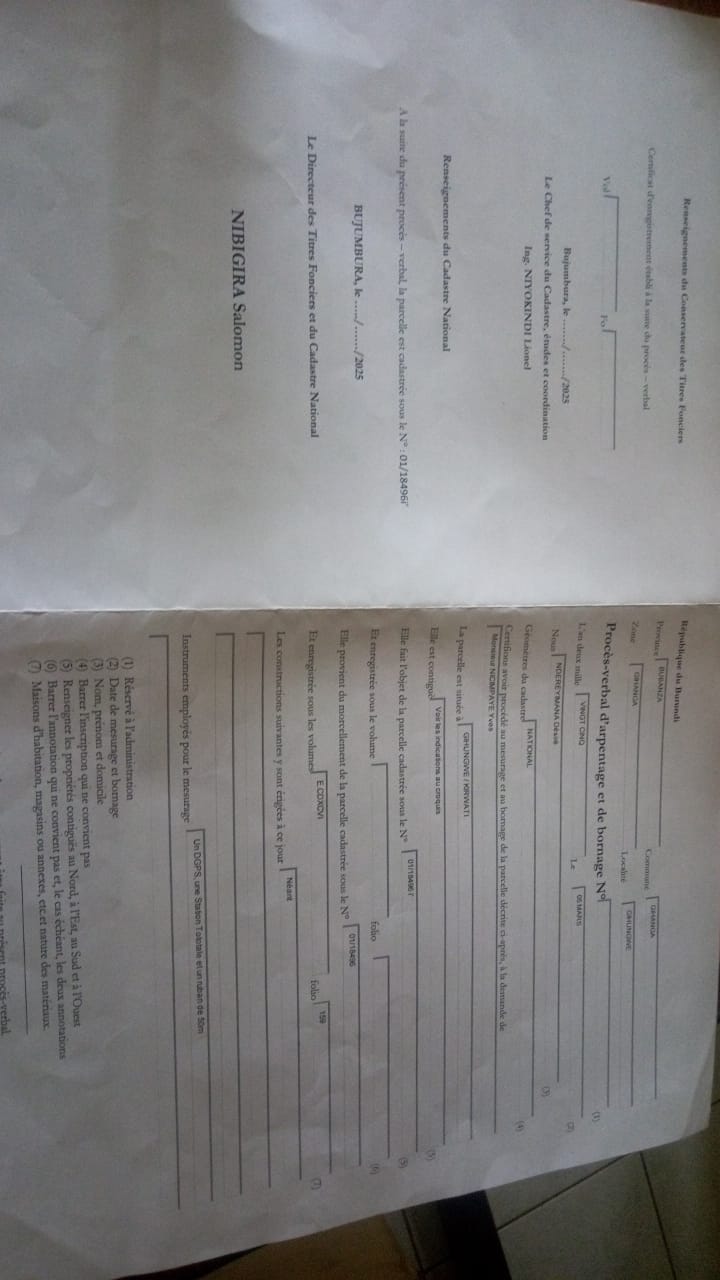 Renseignements du Conservateur des Titres Fonciers
Certificat d'enregistrement établi à la suite du procès – verbal
Vol Fo
Bujumbura, le ......../......../2025
Le Chef de service du Cadastre, études et coordination
Ing. NIYOKINDI Lionel
Renseignements du Cadastre National
A la suite du présent procès – verbal, la parcelle est cadastrée sous le N° : 01/18496/
BUJUMBURA, le ....../......./2025
Le Directeur des Titres Fonciers et du Cadastre National
NIBIGIRA Salomon
République du Burundi
Province BUBANZA Commune GIHANGA
Zone GIHANGA Localité GIHUNGWE
Procès-verbal d'arpentage et de bornage N° (1)
L'an deux mille VINGT CINQ Le 05 MARS (2)
Nous NDEREYIMANA Désiré (3)
Géomètres du cadastre NATIONAL (4)
Certifions avoir procédé au mesurage et au bornage de la parcelle décrite ci-après, à la demande de
Monsieur NICIMPAYE Yves
La parcelle est située à GIHUNGWE / KIRWATI
Elle est contiguë Voir les indications au croquis (5)
Elle fait l'objet de la parcelle cadastrée sous le N° 01/18496/ (5)
Et enregistrée sous le volume folio (6)
Elle provient du morcellement de la parcelle cadastrée sous le N° 01/18496
Et enregistrée sous les volumes E.CDXCVI folio 159 (7)
Les constructions suivantes y sont érigées à ce jour Néant
Instruments employés pour le mesurage Un DGPS, une Station Totale et un ruban de 50m
(1) Réservé à l'administration
(2) Date de mesurage et bornage
(3) Nom, prénom et domicile
(4) Barrer l'inscription qui ne convient pas
(5) Renseigner les propriétés contiguës au Nord, à l'Est, au Sud et à l'Ouest
(6) Barrer l'annotation qui ne convient pas et, le cas échéant, les deux annotations
(7) Maisons d'habitation, magasins ou annexes, etc.et nature des matériaux.
présent procès-verbal.